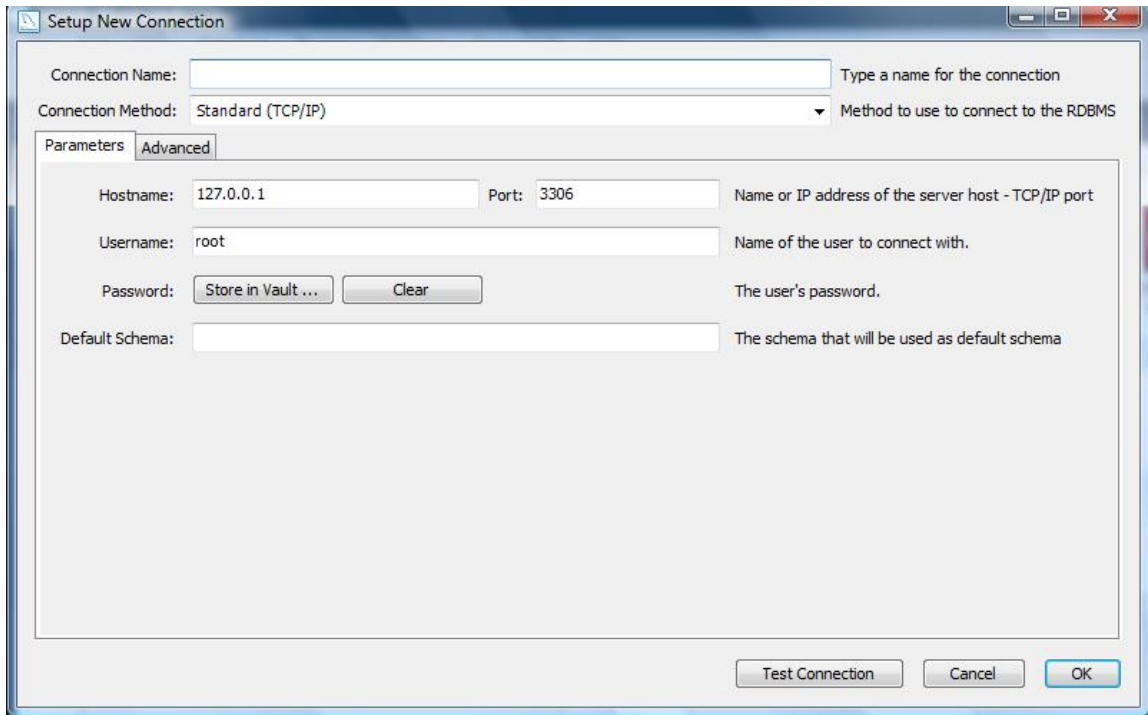 Setup New Connection
Connection Name: Type a name for the connection
Connection Method: Standard (TCP/IP) Method to use to connect to the RDBMS
Parameters Advanced
Hostname: 127.0.0.1 Port: 3306 Name or IP address of the server host - TCP/IP port
Username: root Name of the user to connect with.
Password: Store in Vault ... Clear The user's password.
Default Schema: The schema that will be used as default schema
Test Connection Cancel OK